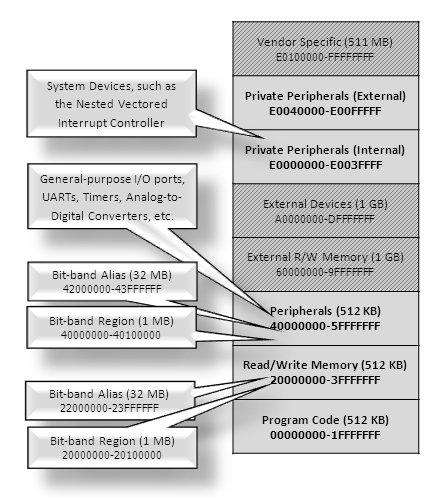 Vendor Specific (511 MB)
E0100000-FFFFFFFF
Private Peripherals (External)
E0040000-E00FFFFF
Private Peripherals (Internal)
E0000000-E003FFFF
External Devices (1 GB)
A0000000-DFFFFFFF
External R/W Memory (1 GB)
60000000-9FFFFFFF
Peripherals (512 KB)
40000000-5FFFFFFF
Read/Write Memory (512 KB)
20000000-3FFFFFFF
Program Code (512 KB)
00000000-1FFFFFFF
System Devices, such as
the Nested Vectored
Interrupt Controller
General-purpose I/O ports,
UARTs, Timers, Analog-to-
Digital Converters, etc.
Bit-band Alias (32 MB)
42000000-43FFFFFF
Bit-band Region (1 MB)
40000000-40100000
Bit-band Alias (32 MB)
22000000-23FFFFFF
Bit-band Region (1 MB)
20000000-20100000